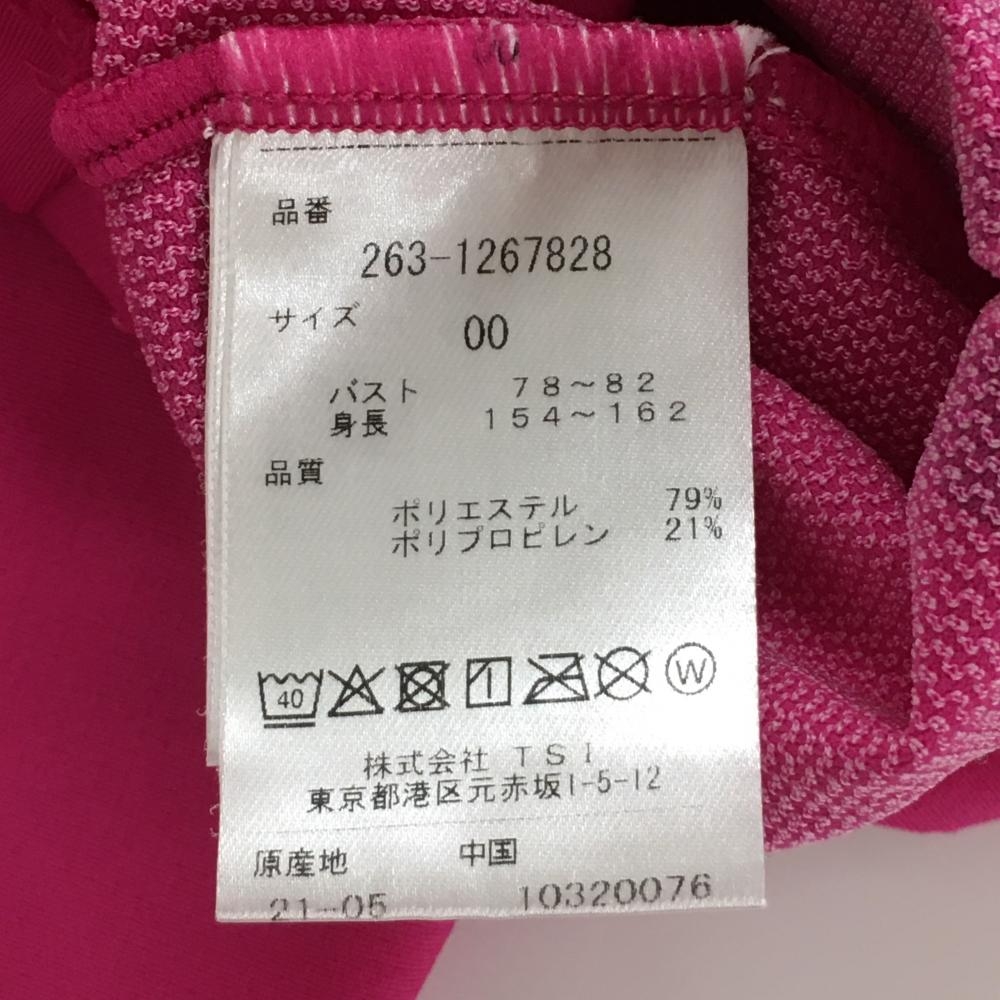 品番
263-1267828
サイズ 00
バスト 78~82
身長 154~162
品質
ポリエステル 79%
ポリプロピレン 21%
40 W
株式会社 TSI
東京都港区元赤坂1-5-12
原産地 中国
21-05 10320076